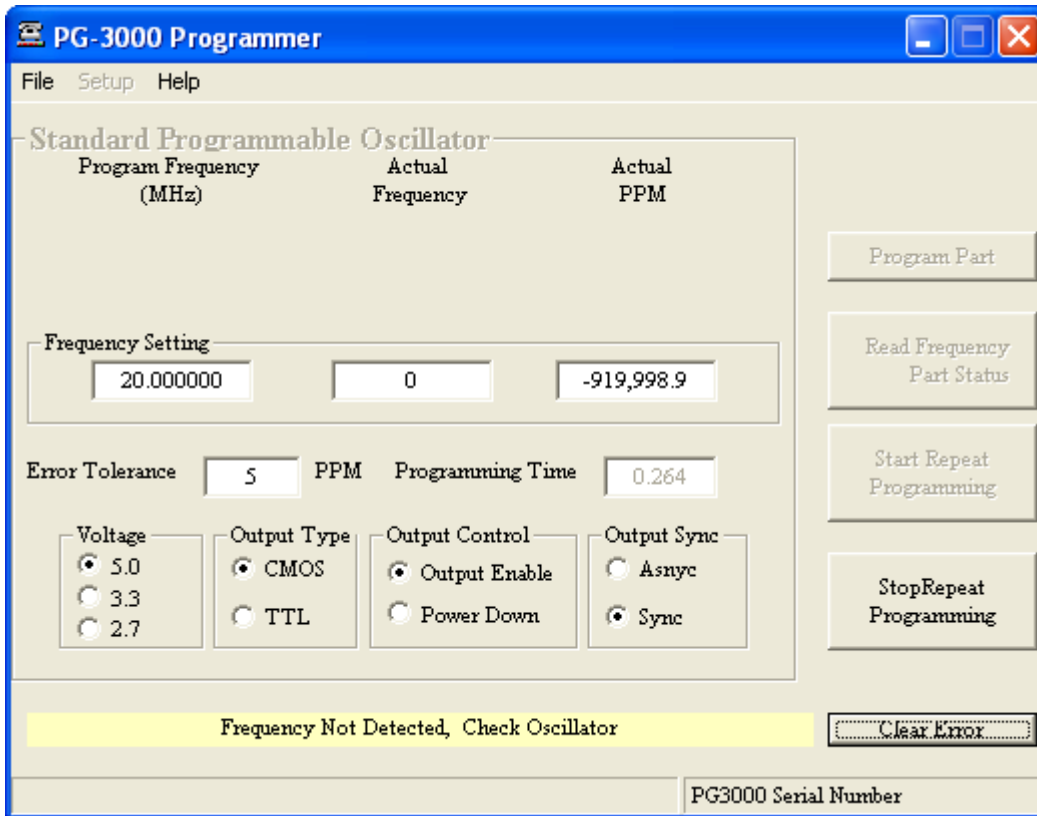 PG-3000 Programmer
File Setup Help
Standard Programmable Oscillator
Program Frequency (MHz)
Actual Frequency
Actual PPM
Program Part
Frequency Setting
20.000000 0 -919,998.9
Read Frequency
Part Status
Error Tolerance 5 PPM Programming Time 0.264
Start Repeat
Programming
Voltage
5.0
3.3
2.7
Output Type
CMOS
TTL
Output Control
Output Enable
Power Down
Output Sync
Asnyc
Sync
StopRepeat
Programming
Frequency Not Detected, Check Oscillator
Clear Error
PG3000 Serial Number